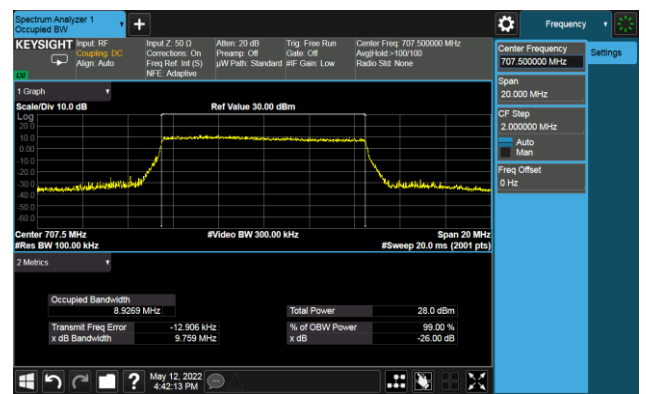 Spectrum Analyzer 1
Occupied BW
Frequency
KEYSIGHT
Input: RF
Coupling: DC
Align: Auto
Input Z: 50 Ω
Corrections: On
Freq Ref: Int (S)
NFE: Adaptive
Atten: 20 dB
Preamp: Off
µW Path: Standard
Trig: Free Run
Gate: Off
#IF Gain: Low
Center Freq: 707.500000 MHz
Avg|Hold:>100/100
Radio Std: None
Center Frequency
707.500000 MHz
Settings
Span
20.000 MHz
CF Step
2.000000 MHz
Auto
Man
Freq Offset
0 Hz
1 Graph
Scale/Div 10.0 dB
Ref Value 30.00 dBm
Log
20.0
10.0
0.00
-10.0
-20.0
-30.0
-40.0
-50.0
-60.0
Center 707.5 MHz
#Video BW 300.00 kHz
Span 20 MHz
#Res BW 100.00 kHz
#Sweep 20.0 ms (2001 pts)
2 Metrics
Occupied Bandwidth
8.9269 MHz
Total Power
28.0 dBm
Transmit Freq Error
-12.906 kHz
% of OBW Power
99.00 %
x dB Bandwidth
9.759 MHz
x dB
-26.00 dB
May 12, 2022
4:42:13 PM